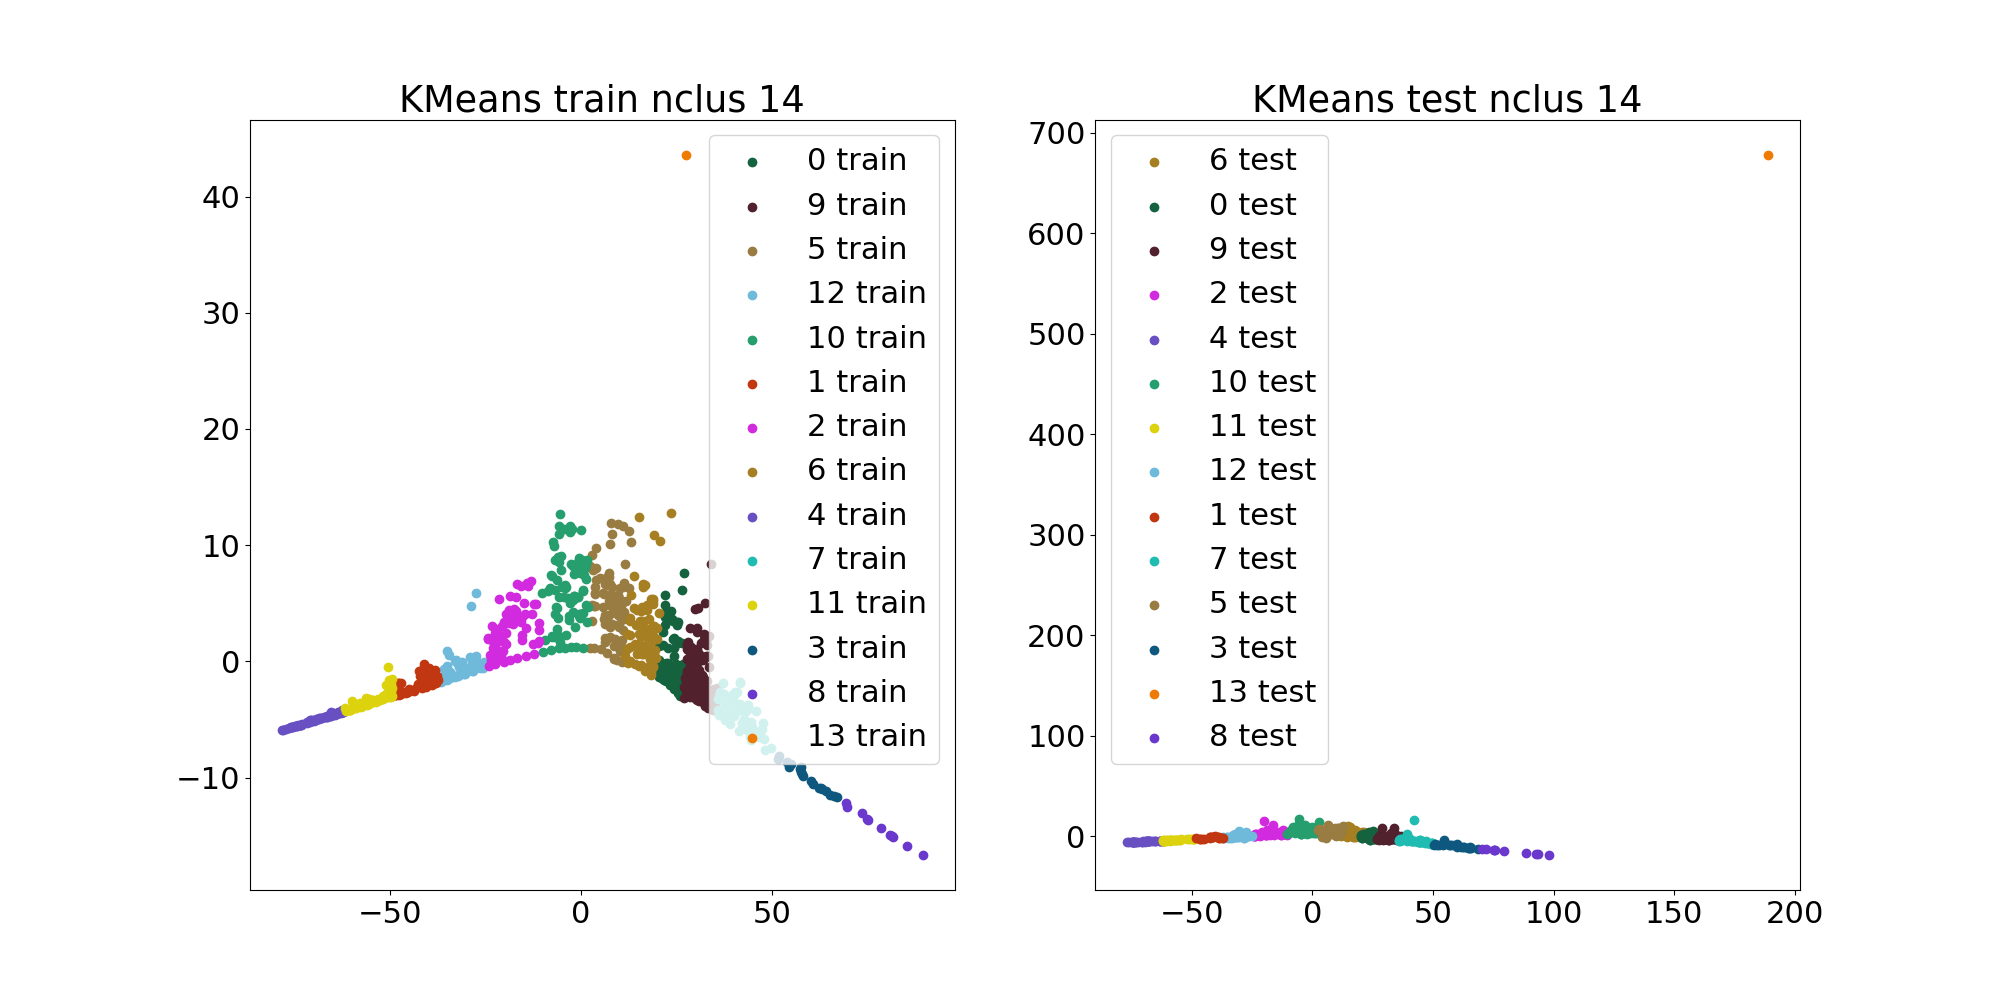 KMeans train nclus 14
40
30
20
10
0
−10
−50
0
50
0 train
9 train
5 train
12 train
10 train
1 train
2 train
6 train
4 train
7 train
11 train
3 train
8 train
13 train
KMeans test nclus 14
700
600
500
400
300
200
100
0
−50
0
50
100
150
200
6 test
0 test
9 test
2 test
4 test
10 test
11 test
12 test
1 test
7 test
5 test
3 test
13 test
8 test